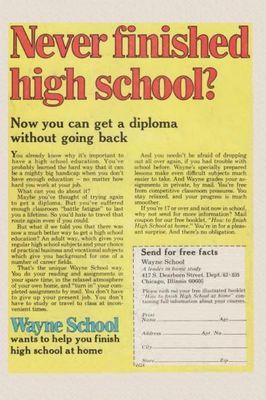 Never finished
high school?
Now you can get a diploma
without going back
You already know why it's important to
have a high school education. You've
probably learned the hard way that it can
be a mighty big handicap when you don't
have enough education — no matter how
hard you work at your job.
What can you do about it?
Maybe you've thought of trying again
to get a diploma. But you've suffered
enough classroom "battle fatigue" to last
you a lifetime. So you'd hate to travel that
route again even if you could.
But what if we told you that there was
now a much better way to get a high school
education? An adult way, which gives you
regular high school subjects and your choice
of practical business and vocational subjects
which give you background for one of a
number of career fields.
That's the unique Wayne School way.
You do your reading and assignments in
your spare time, in the relaxed atmosphere
of your own home, and "turn in" your com-
pleted assignments by mail. You don't have
to give up your present job. You don't
have to study or travel to class at incon-
venient times.
Wayne School
wants to help you finish
high school at home
And you needn't be afraid of dropping
out all over again, if you had trouble with
school before. Wayne's specially prepared
lessons make even difficult subjects much
easier to take. And Wayne grades your as-
signments in private, by mail. You're free
from competitive classroom pressures. You
stay relaxed, and your progress is much
smoother.
If you're 17 or over and not now in school,
why not send for more information? Mail
coupon for our free booklet, "How to finish
High School at home." You're in for a pleas-
ant surprise. And there's no obligation.
Send for free facts
Wayne School
A leader in home study
417 S. Dearborn Street, Dept.
Chicago, Illinois 60605
Please rush me your free illustrated booklet
"How to finish High School at home" con-
taining full information about your courses.
Print
Name Age
Address Apt. No.
City
State Zip